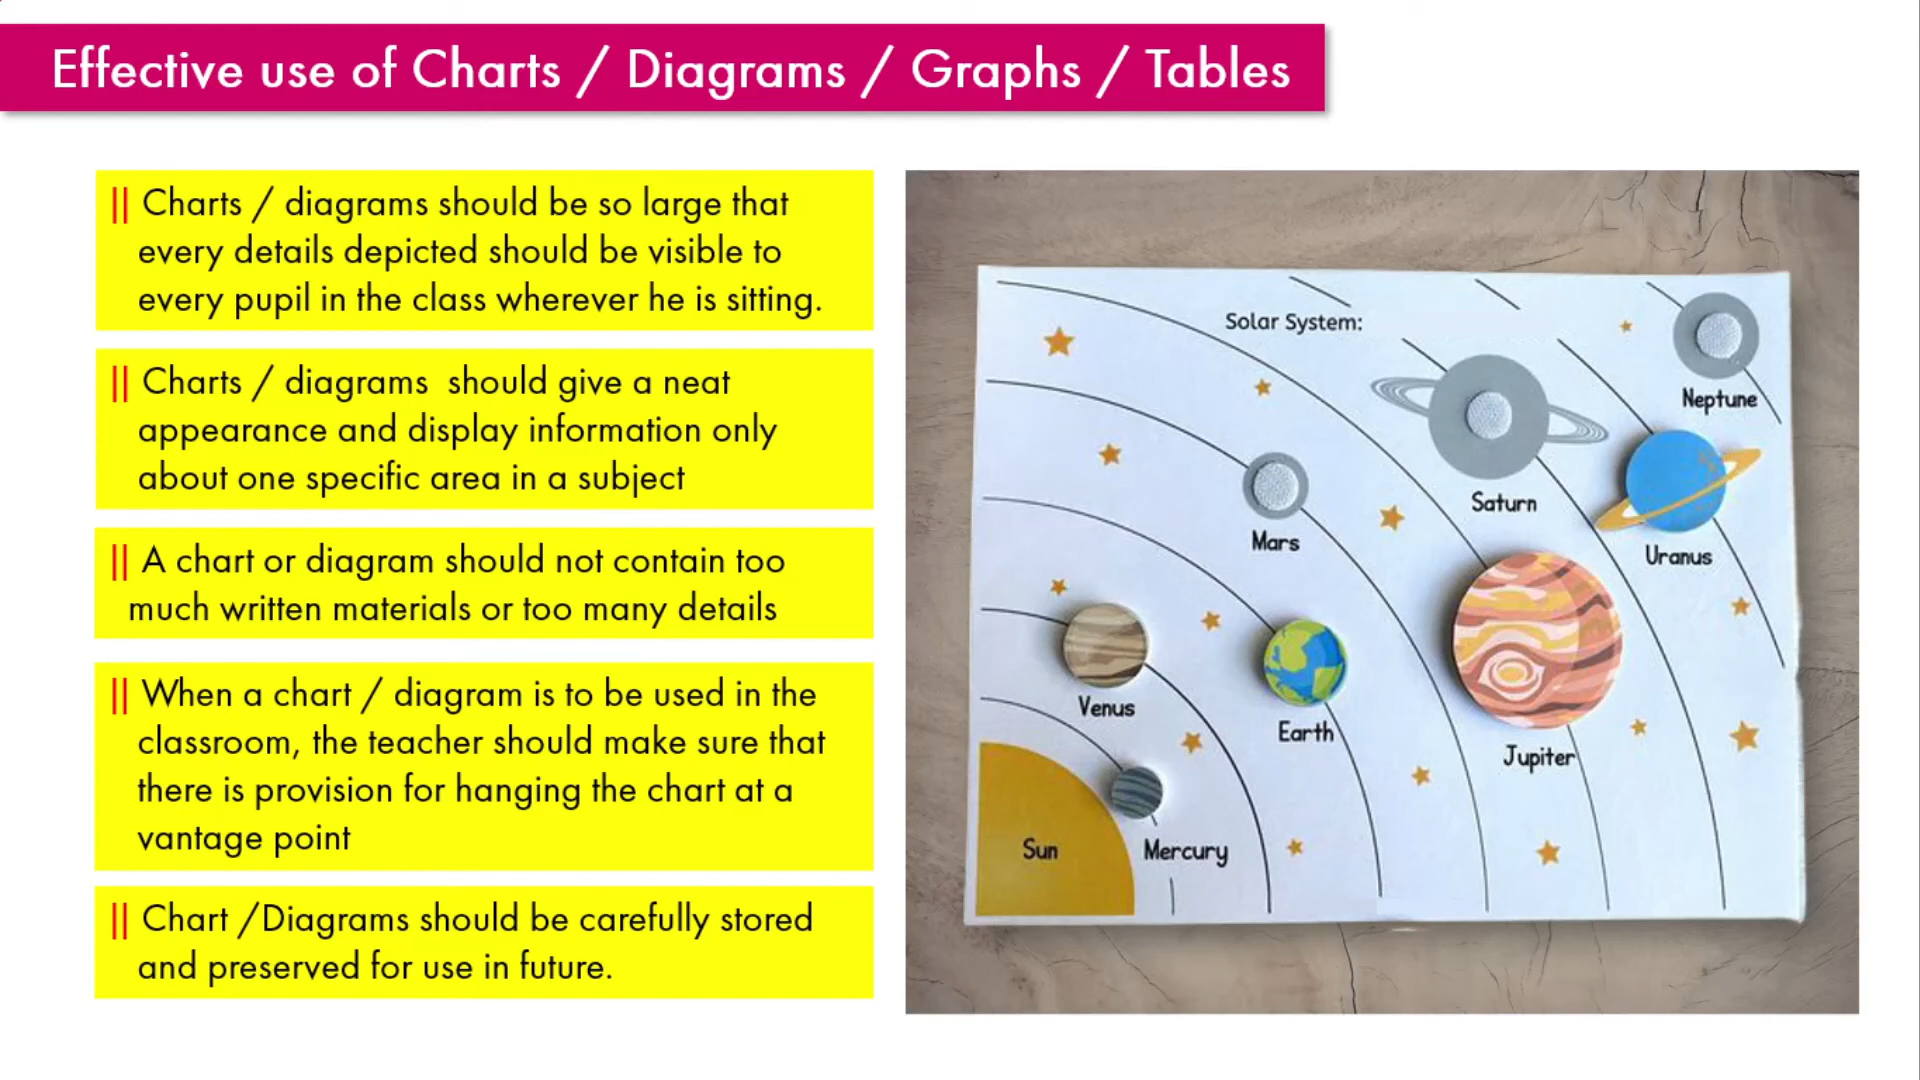 Effective use of Charts / Diagrams / Graphs / Tables
|| Charts / diagrams should be so large that
every details depicted should be visible to
every pupil in the class wherever he is sitting.
|| Charts / diagrams  should give a neat
appearance and display information only
about one specific area in a subject
|| A chart or diagram should not contain too
much written materials or too many details
|| When a chart / diagram is to be used in the
classroom, the teacher should make sure that
there is provision for hanging the chart at a
vantage point
|| Chart /Diagrams should be carefully stored
and preserved for use in future.
Solar System:
Neptune
Saturn
Uranus
Mars
Venus
Earth
Jupiter
Sun
Mercury